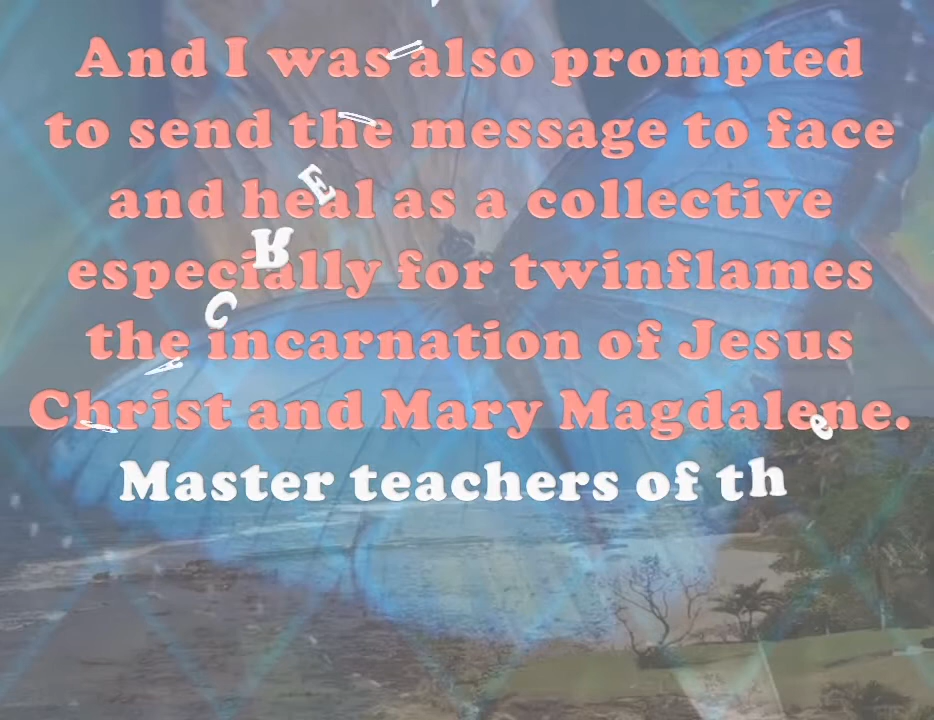 And I was also prompted
to send the message to face
and heal as a collective
especially for twinflames
the incarnation of Jesus
Christ and Mary Magdalene.
Master teachers of th